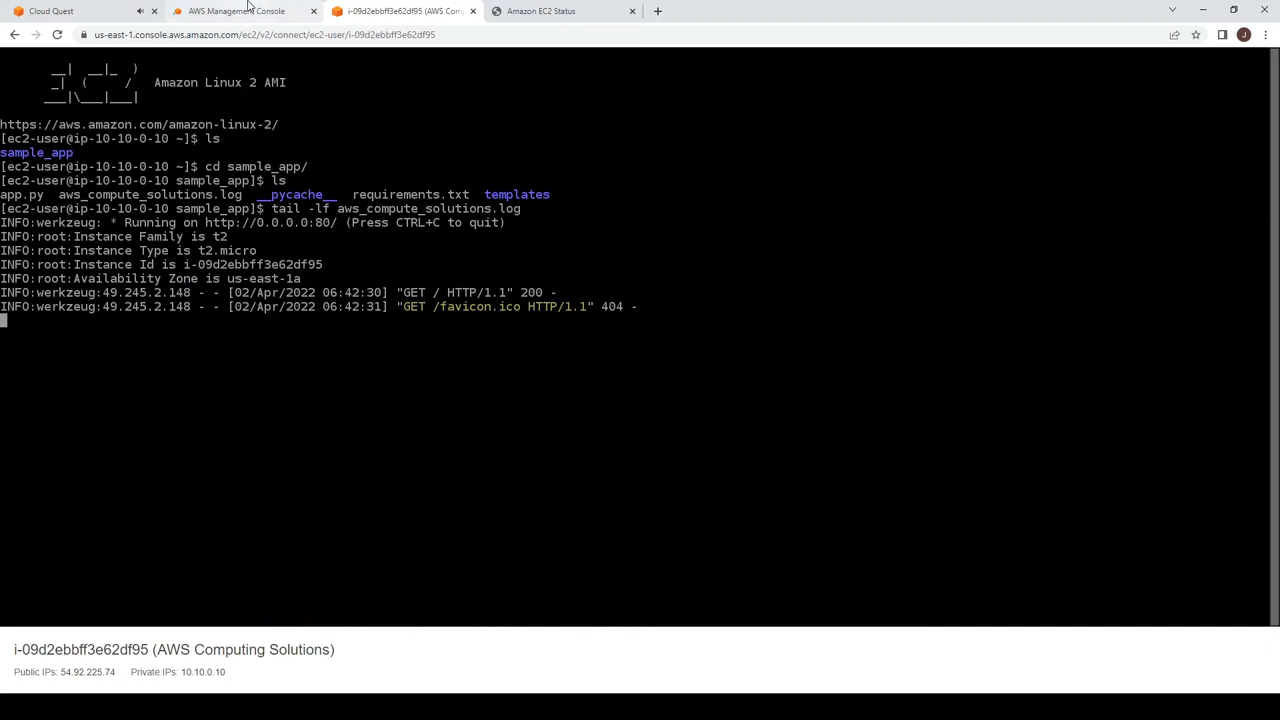 Cloud Quest
AWS Management Console
i-09d2ebbff3e62df95 (AWS Com
Amazon EC2 Status
us-east-1.console.aws.amazon.com/ec2/v2/connect/ec2-user/i-09d2ebbff3e62df95
J
__|  __|_  )
_|  (     /   Amazon Linux 2 AMI
___|\___|___|
https://aws.amazon.com/amazon-linux-2/
[ec2-user@ip-10-10-0-10 ~]$ ls
sample_app
[ec2-user@ip-10-10-0-10 ~]$ cd sample_app/
[ec2-user@ip-10-10-0-10 sample_app]$ ls
app.py  aws_compute_solutions.log  __pycache__  requirements.txt  templates
[ec2-user@ip-10-10-0-10 sample_app]$ tail -lf aws_compute_solutions.log
INFO:werkzeug: * Running on http://0.0.0.0:80/ (Press CTRL+C to quit)
INFO:root:Instance Family is t2
INFO:root:Instance Type is t2.micro
INFO:root:Instance Id is i-09d2ebbff3e62df95
INFO:root:Availability Zone is us-east-1a
INFO:werkzeug:49.245.2.148 - - [02/Apr/2022 06:42:30] "GET / HTTP/1.1" 200 -
INFO:werkzeug:49.245.2.148 - - [02/Apr/2022 06:42:31] "GET /favicon.ico HTTP/1.1" 404 -
i-09d2ebbff3e62df95 (AWS Computing Solutions)
Public IPs: 54.92.225.74 Private IPs: 10.10.0.10